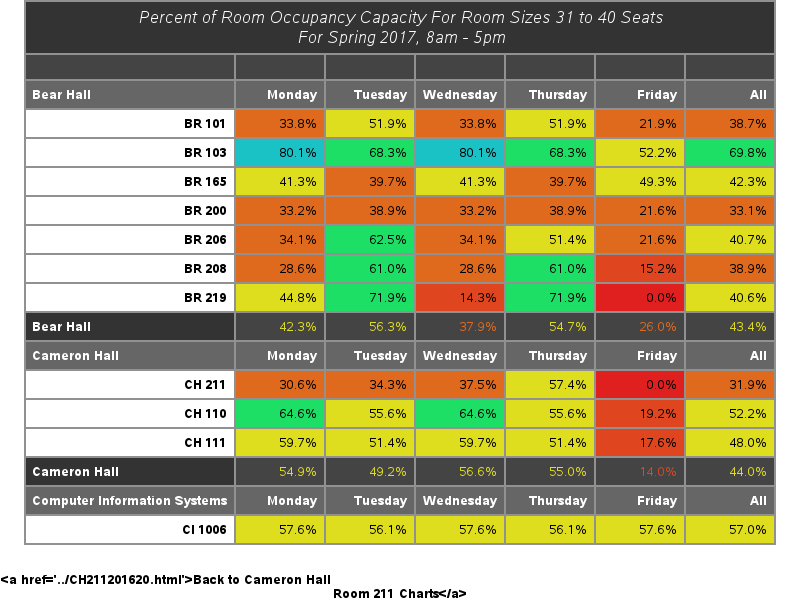 Percent of Room Occupancy Capacity For Room Sizes 31 to 40 Seats
For Spring 2017, 8am - 5pm
Bear Hall Monday Tuesday Wednesday Thursday Friday All
BR 101 33.8% 51.9% 33.8% 51.9% 21.9% 38.7%
BR 103 80.1% 68.3% 80.1% 68.3% 52.2% 69.8%
BR 165 41.3% 39.7% 41.3% 39.7% 49.3% 42.3%
BR 200 33.2% 38.9% 33.2% 38.9% 21.6% 33.1%
BR 206 34.1% 62.5% 34.1% 51.4% 21.6% 40.7%
BR 208 28.6% 61.0% 28.6% 61.0% 15.2% 38.9%
BR 219 44.8% 71.9% 14.3% 71.9% 0.0% 40.6%
Bear Hall 42.3% 56.3% 37.9% 54.7% 26.0% 43.4%
Cameron Hall Monday Tuesday Wednesday Thursday Friday All
CH 211 30.6% 34.3% 37.5% 57.4% 0.0% 31.9%
CH 110 64.6% 55.6% 64.6% 55.6% 19.2% 52.2%
CH 111 59.7% 51.4% 59.7% 51.4% 17.6% 48.0%
Cameron Hall 54.9% 49.2% 56.6% 55.0% 14.0% 44.0%
Computer Information Systems Monday Tuesday Wednesday Thursday Friday All
CI 1006 57.6% 56.1% 57.6% 56.1% 57.6% 57.0%
<a href='../CH211201620.html'>Back to Cameron Hall
Room 211 Charts</a>